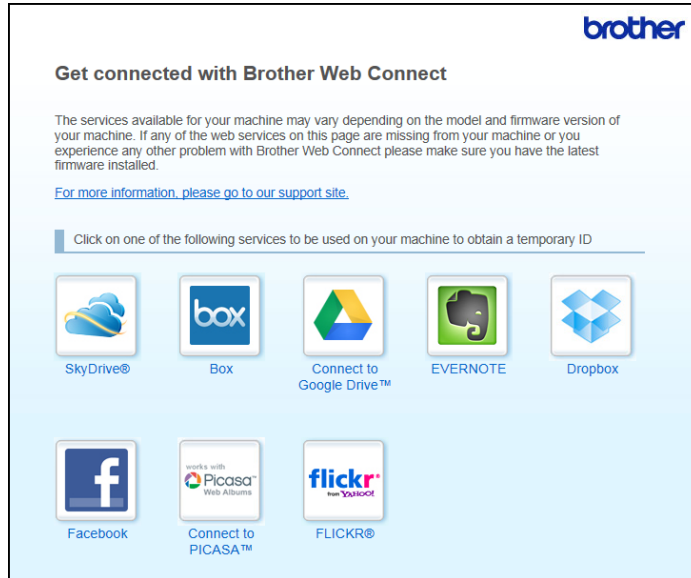 brother
Get connected with Brother Web Connect
The services available for your machine may vary depending on the model and firmware version of
your machine. If any of the web services on this page are missing from your machine or you
experience any other problem with Brother Web Connect please make sure you have the latest
firmware installed.
For more information, please go to our support site.
Click on one of the following services to be used on your machine to obtain a temporary ID
box
SkyDrive®
Box
Connect to
Google Drive™
EVERNOTE
Dropbox
f
works with
Picasa™
Web Albums
flickr®
from YAHOO!
Facebook
Connect to
PICASA™
FLICKR®